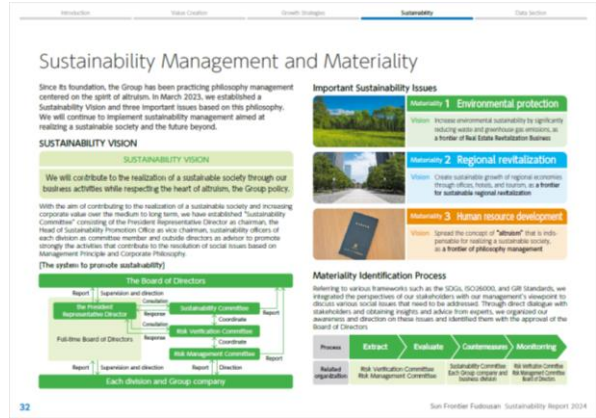 Introduction
Value Creation
Growth Strategies
Sustainability
Data Section
Sustainability Management and Materiality
Since its foundation, the Group has been practicing philosophy management
centered on the spirit of altruism. In March 2023, we established a
Sustainability Vision and three important issues based on this philosophy.
We will continue to implement sustainability management aimed at
realizing a sustainable society and the future beyond.
SUSTAINABILITY VISION
SUSTAINABILITY VISION
We will contribute to the realization of a sustainable society through our
business activities while respecting the heart of altruism, the Group policy.
With the aim of contributing to the realization of a sustainable society and increasing
corporate value over the medium to long term, we have established "Sustainability
Committee" consisting of the President Representative Director as chairman, the
Head of Sustainability Promotion Office as vice chairman, sustainability officers of
each division as committee member and outside directors as advisor to promote
strongly the activities that contribute to the resolution of social issues based on
Management Principle and Corporate Philosophy.
[The system to promote sustainability]
The Board of Directors
Report
Supervision and direction
Consultation
the President
Representative Director
Response
Sustainability Committee
Report
Consultation
Coordinate
Full-time Board of Directors
Response
Risk Verification Committee
Coordinate
Risk Management Committee
Report
Report
Supervision and direction
Report
Direction
Each division and Group company
Important Sustainability Issues
Materiality 1 Environmental protection
Vision Increase environmental sustainability by significantly
reducing waste and greenhouse gas emissions, as
a frontier of Real Estate Revitalization Business
Materiality 2 Regional revitalization
Vision Create sustainable growth of regional economies
through offices, hotels, and tourism, as a frontier
for sustainable regional revitalization
Materiality 3 Human resource development
Vision Spread the concept of "altruism" that is indis-
pensable for realizing a sustainable society,
as a frontier of philosophy management
Materiality Identification Process
Referring to various frameworks such as the SDGs, ISO26000, and GRI Standards, we
integrated the perspectives of our stakeholders with our management's viewpoint to
discuss various social issues that need to be addressed. Through direct dialogue with
stakeholders and obtaining insights and advice from experts, we organized our
awareness and direction on these issues and identified them with the approval of the
Board of Directors
Process
Extract
Evaluate
Countermeasures
Monitoring
Related
organization
Risk Verification Committee
Risk Management Committee
Sustainability Committee
Each Group company and
business division
Risk Verification Committee
Risk Management Committee
Board of Directors
32
Sun Frontier Fudousan Sustainability Report 2024